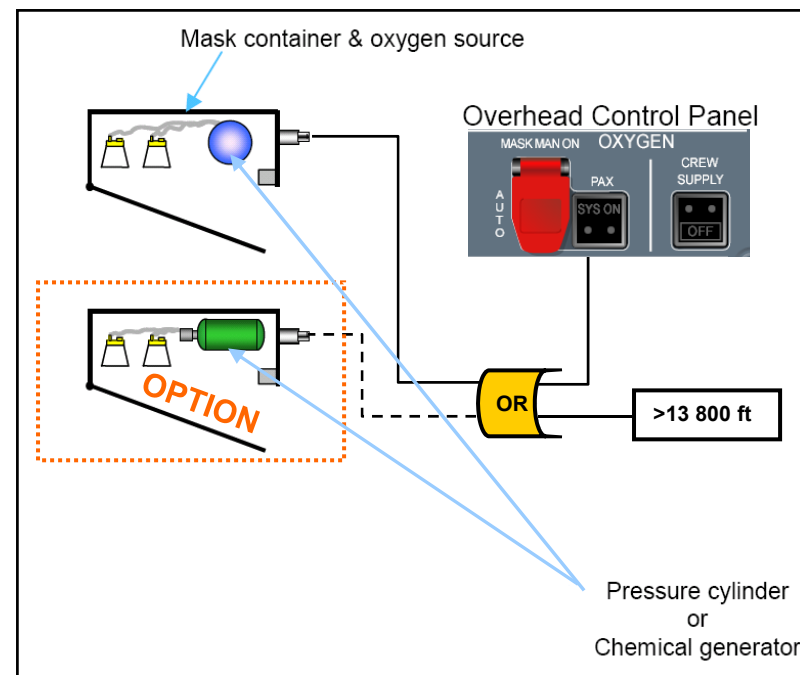 Mask container & oxygen source
Overhead Control Panel
MASK MAN ON OXYGEN
CREW
SUPPLY
PAX
AUTO
SYS ON
OFF
OPTION
OR
>13 800 ft
Pressure cylinder
or
Chemical generator